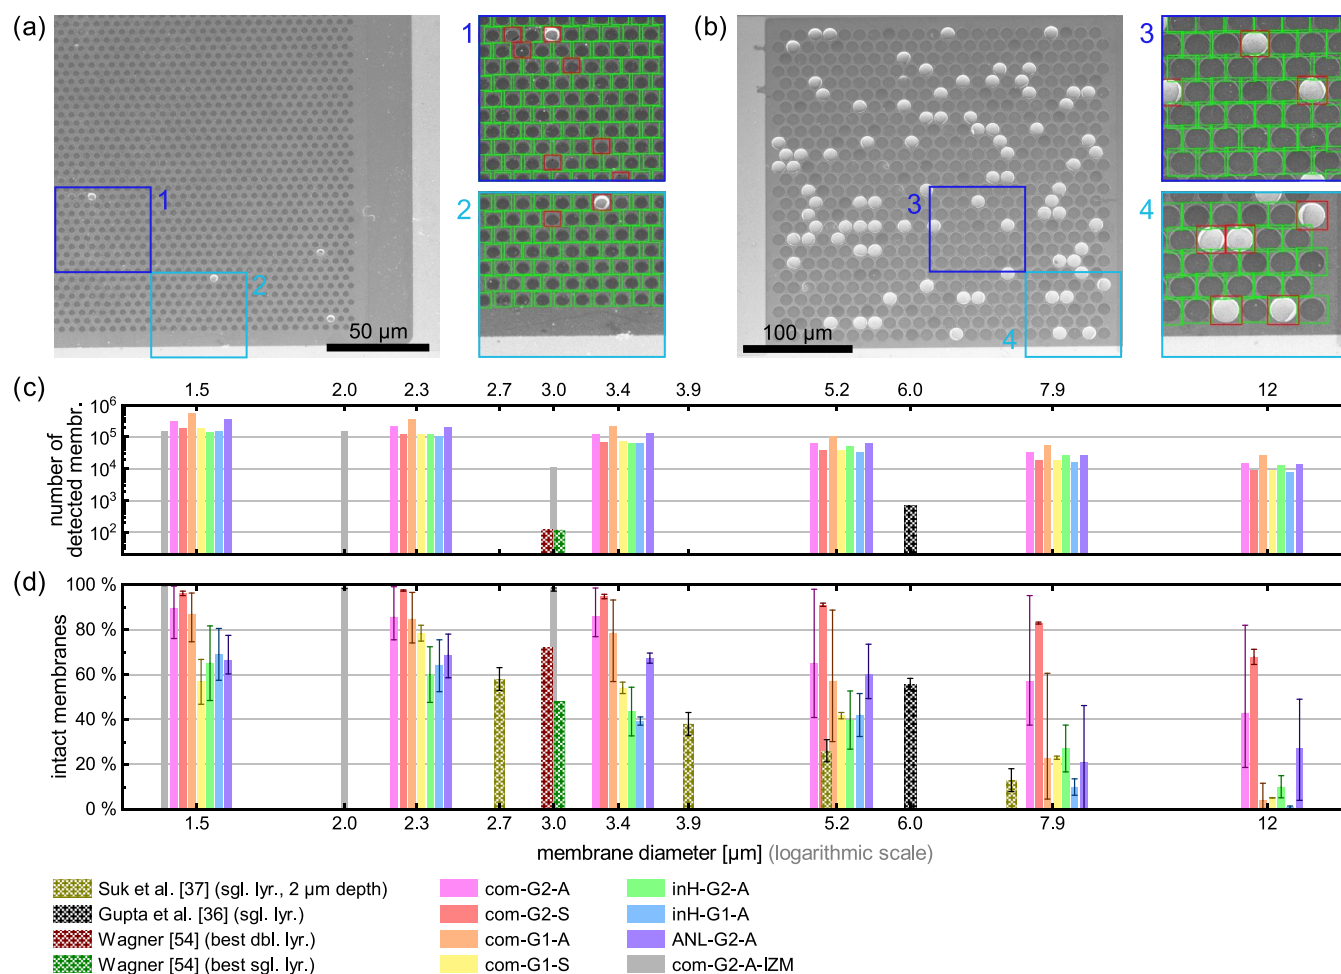 (a)
1
2
50 µm
1
2
(b)
3
4
100 µm
3
4
(c)
1.5 2.0 2.3 2.7 3.0 3.4 3.9 5.2 6.0 7.9 12
number of
detected membr.
10⁶
10⁵
10⁴
10³
10²
(d)
intact membranes
100 %
80 %
60 %
40 %
20 %
0 %
1.5 2.0 2.3 2.7 3.0 3.4 3.9 5.2 6.0 7.9 12
membrane diameter [µm] (logarithmic scale)
Suk et al. [37] (sgl. lyr., 2 µm depth)
Gupta et al. [36] (sgl. lyr.)
Wagner [54] (best dbl. lyr.)
Wagner [54] (best sgl. lyr.)
com-G2-A
com-G2-S
com-G1-A
com-G1-S
inH-G2-A
inH-G1-A
ANL-G2-A
com-G2-A-IZM